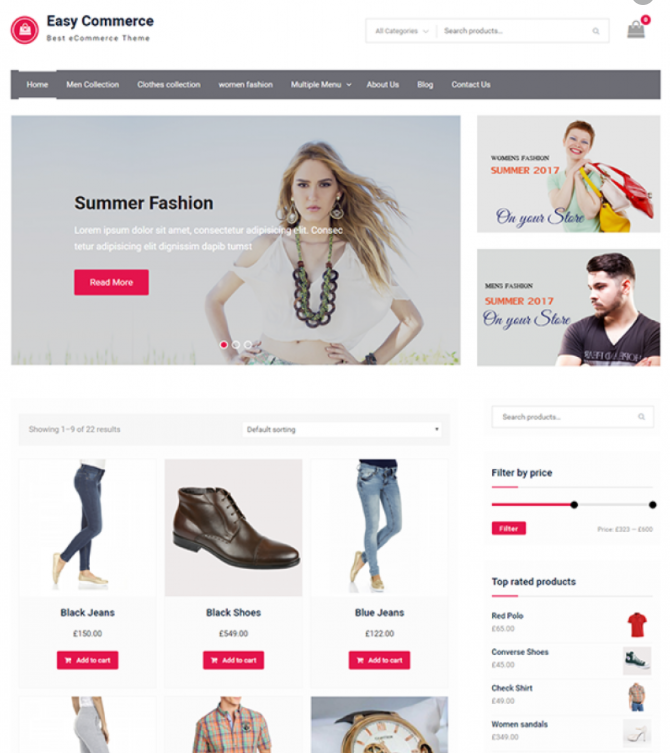 Easy Commerce
Best eCommerce Theme
All Categories
Search products...
0
Home Men Collection Clothes collection women fashion Multiple Menu About Us Blog Contact Us
Summer Fashion
Lorem ipsum dolor sit amet, consectetur adipisicing elit. Consec
tetur adipisicing elit dignissim dapib tumst
Read More
WOMENS FASHION
SUMMER 2017
On your Store
MENS FASHION
SUMMER 2017
On your Store
Showing 1–9 of 22 results
Default sorting
Black Jeans
£150.00
Add to cart
Black Shoes
£549.00
Add to cart
Blue Jeans
£122.00
Add to cart
Search products...
Filter by price
Filter
Price: £323 — £600
Top rated products
Red Polo
£65.00
Converse Shoes
£45.00
Check Shirt
£49.00
Women sandals
£349.00